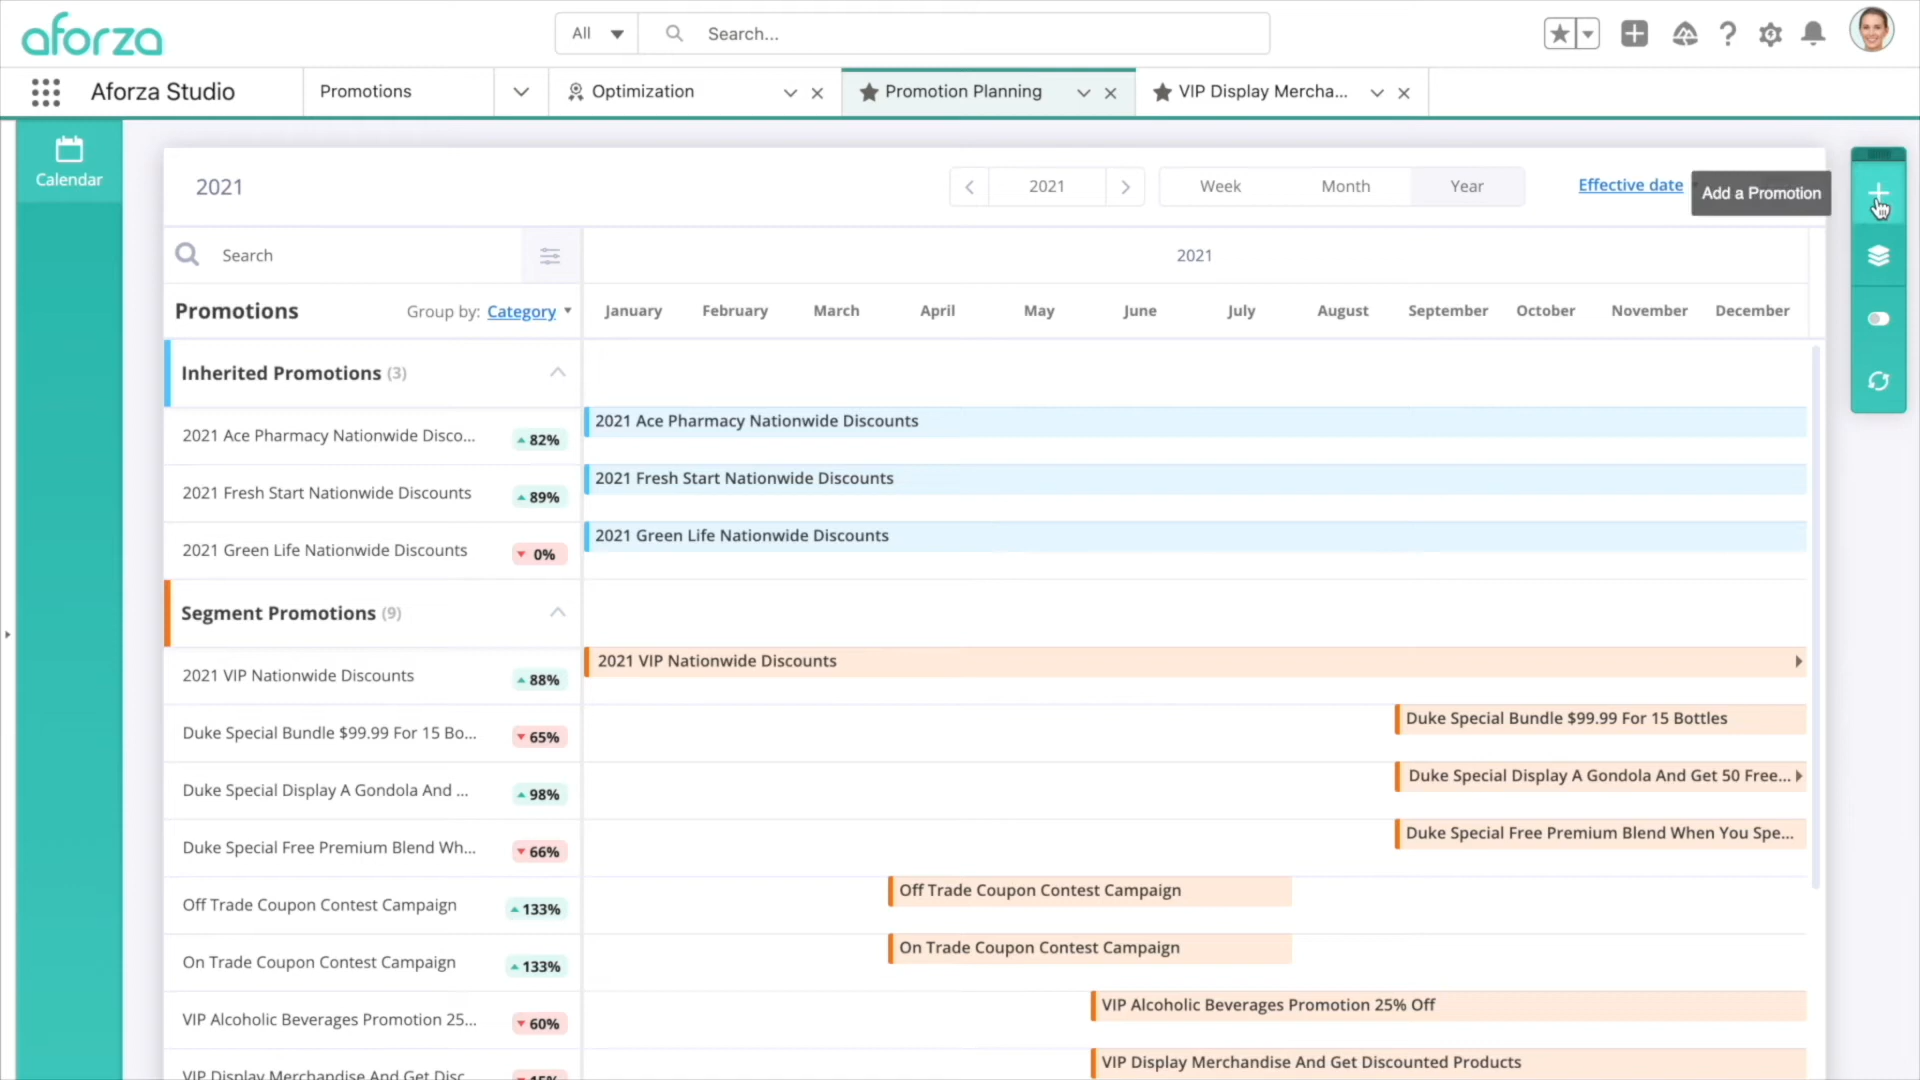 aforza
All
Search...
Aforza Studio
Promotions
Optimization
Promotion Planning
VIP Display Mercha...
Calendar
2021
2021
Week
Month
Year
Effective date
Add a Promotion
Search
2021
Promotions
Group by: Category
January
February
March
April
May
June
July
August
September
October
November
December
Inherited Promotions (3)
2021 Ace Pharmacy Nationwide Disco...
82%
2021 Ace Pharmacy Nationwide Discounts
2021 Fresh Start Nationwide Discounts
89%
2021 Fresh Start Nationwide Discounts
2021 Green Life Nationwide Discounts
0%
2021 Green Life Nationwide Discounts
Segment Promotions (9)
2021 VIP Nationwide Discounts
88%
2021 VIP Nationwide Discounts
Duke Special Bundle $99.99 For 15 Bo...
65%
Duke Special Bundle $99.99 For 15 Bottles
Duke Special Display A Gondola And ...
98%
Duke Special Display A Gondola And Get 50 Free...
Duke Special Free Premium Blend Wh...
66%
Duke Special Free Premium Blend When You Spe...
Off Trade Coupon Contest Campaign
133%
Off Trade Coupon Contest Campaign
On Trade Coupon Contest Campaign
133%
On Trade Coupon Contest Campaign
VIP Alcoholic Beverages Promotion 25...
60%
VIP Alcoholic Beverages Promotion 25% Off
VIP Display Merchandise And Get Disc...
15%
VIP Display Merchandise And Get Discounted Products